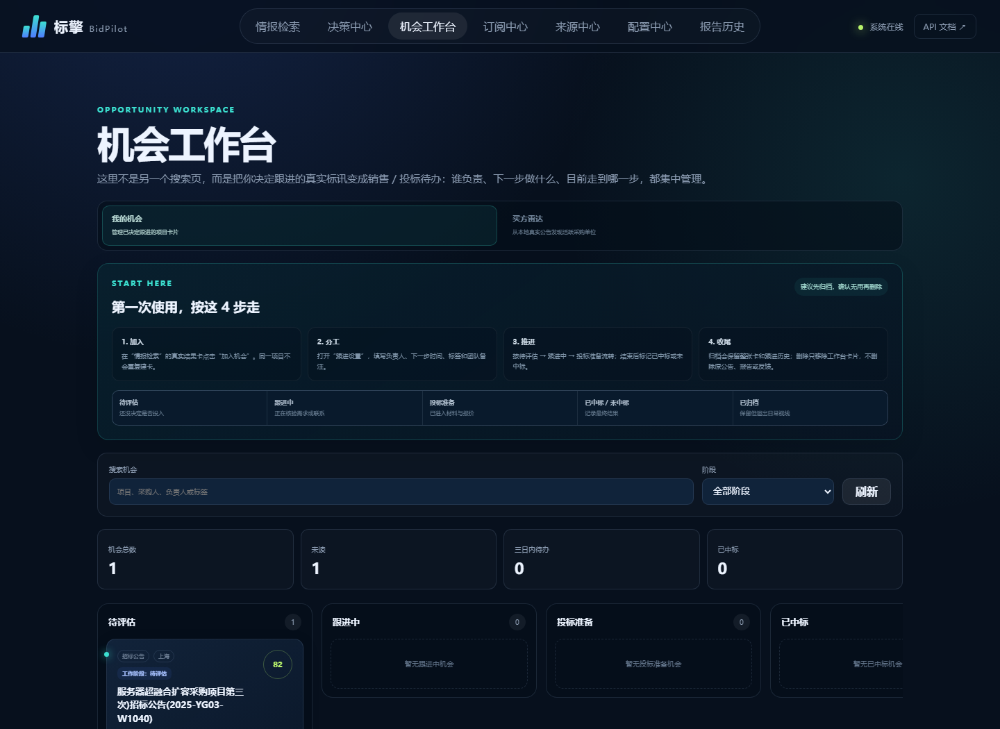 标擎 BidPilot
情报检索
决策中心
机会工作台
订阅中心
来源中心
配置中心
报告历史
系统在线
API 文档 ↗
OPPORTUNITY WORKSPACE
机会工作台
这里不是另一个搜索页，而是把你决定跟进的真实标讯变成销售 / 投标待办：谁负责、下一步做什么、目前走到哪一步，都集中管理。
我的机会
管理已决定跟进的项目卡片
买方雷达
从本地真实公告发现活跃采购单位
START HERE
建议先归档，确认无用再删除
第一次使用，按这 4 步走
1. 加入
在“情报检索”的真实结果卡点击“加入机会”。同一项目不
会重复建卡。
2. 分工
打开“跟进设置”，填写负责人、下一步时间、标签和团队备
注。
3. 推进
按待评估 → 跟进中 → 投标准备流转；结束后标记已中标或未
中标。
4. 收尾
归档会保留整张卡和跟进历史；删除只移除工作台卡片，不删
除原公告、报告或反馈。
待评估
还没决定是否投入
跟进中
正在核验需求或联系
投标准备
已进入材料与报价
已中标 / 未中标
记录最终结果
已归档
保留但退出日常视线
搜索机会
项目、采购人、负责人或标签
阶段
全部阶段
刷新
机会总数
1
未读
1
三日内待办
0
已中标
0
待评估
1
招标公告
上海
82
工作阶段：待评估
服务器超融合扩容采购项目第三
次)招标公告(2025-YG03-
W1040)
跟进中
0
暂无跟进中机会
投标准备
0
暂无投标准备机会
已中标
暂无已中标机会